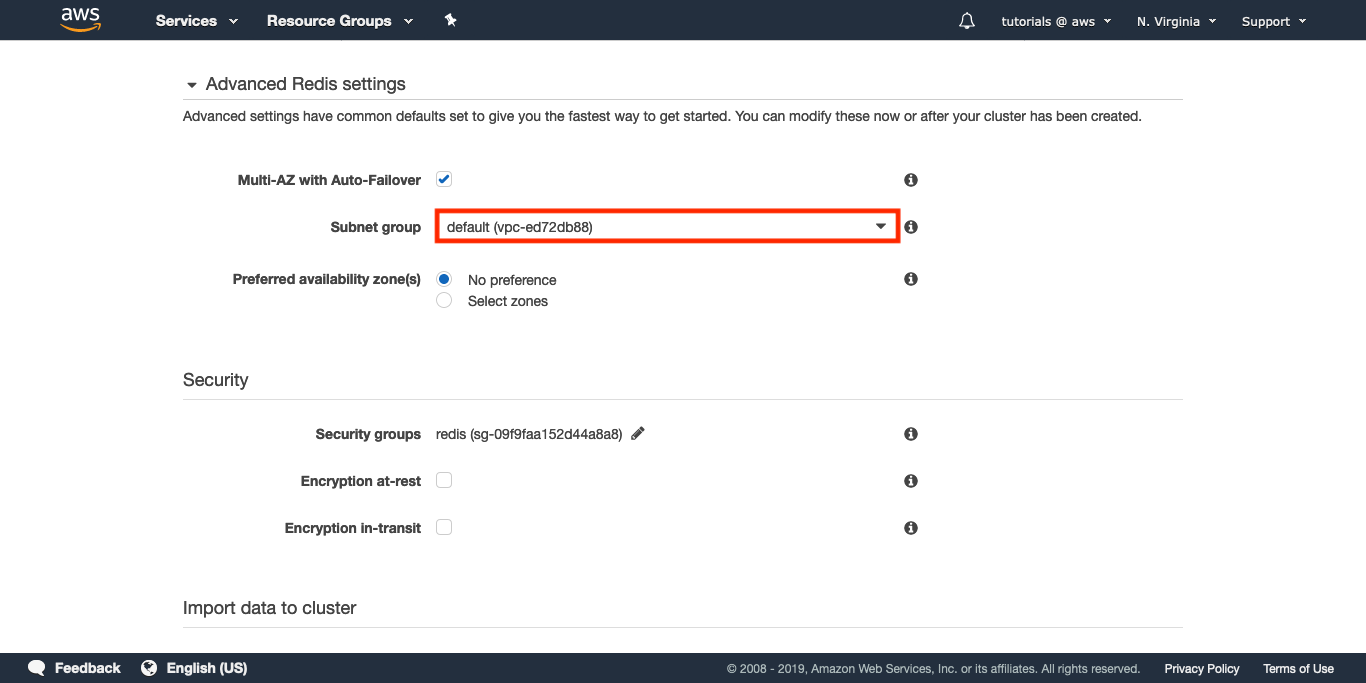 aws Services Resource Groups tutorials @ aws N. Virginia Support
Advanced Redis settings
Advanced settings have common defaults set to give you the fastest way to get started. You can modify these now or after your cluster has been created.
Multi-AZ with Auto-Failover
Subnet group default (vpc-ed72db88)
Preferred availability zone(s) No preference
Select zones
Security
Security groups redis (sg-09f9faa152d44a8a8)
Encryption at-rest
Encryption in-transit
Import data to cluster
Feedback English (US) © 2008 - 2019, Amazon Web Services, Inc. or its affiliates. All rights reserved. Privacy Policy Terms of Use